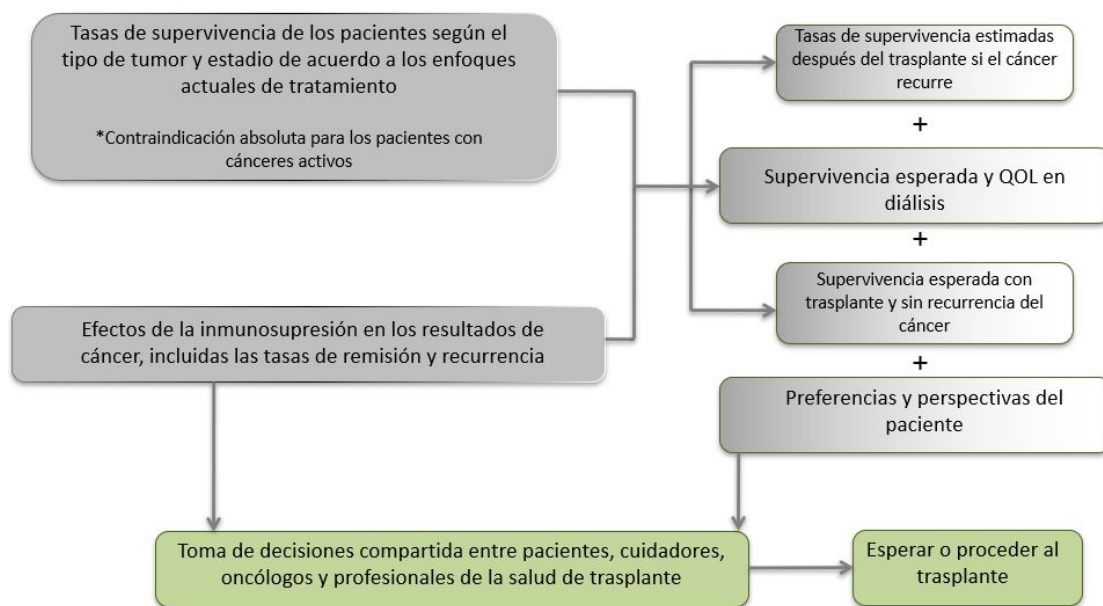 Tasas de supervivencia de los pacientes según el
tipo de tumor y estadio de acuerdo a los enfoques
actuales de tratamiento
*Contraindicación absoluta para los pacientes con
cánceres activos
Tasas de supervivencia estimadas
después del trasplante si el cáncer
recurre
+
Supervivencia esperada y QOL en
diálisis
+
Supervivencia esperada con
trasplante y sin recurrencia del
cáncer
+
Efectos de la inmunosupresión en los resultados de
cáncer, incluidas las tasas de remisión y recurrencia
Preferencias y perspectivas del
paciente
Toma de decisiones compartida entre pacientes, cuidadores,
oncólogos y profesionales de la salud de trasplante
Esperar o proceder al
trasplante